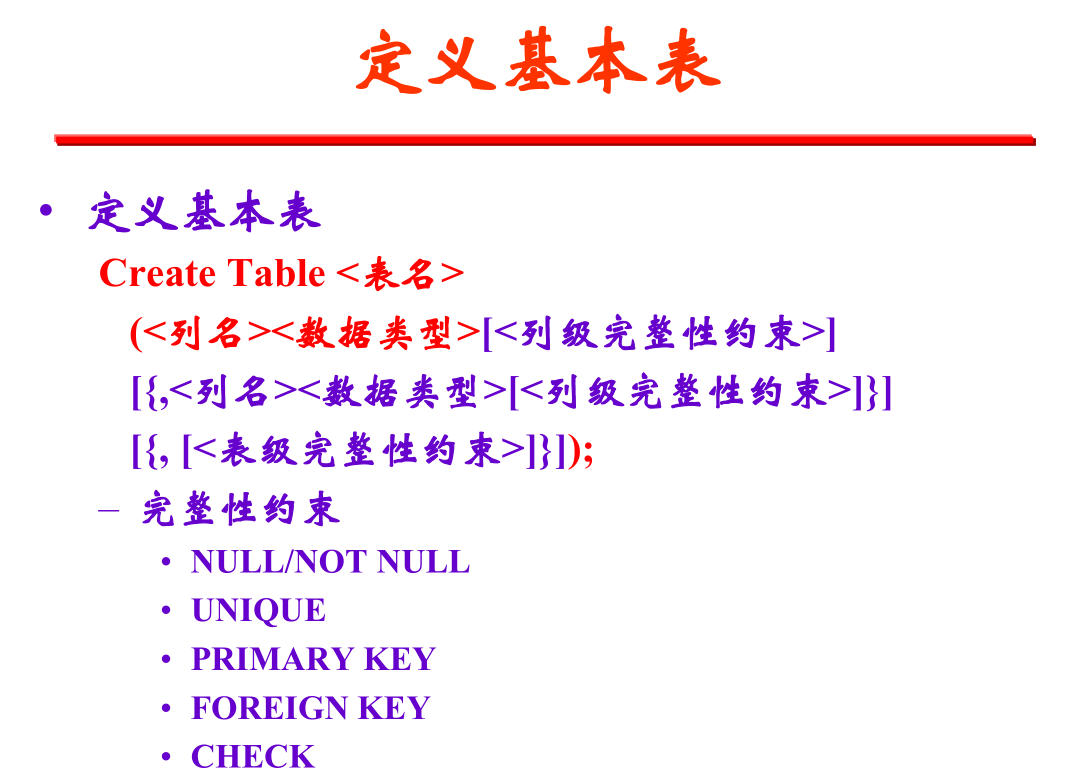 定义基本表
• 定义基本表
Create Table <表名>
(<列名><数据类型>[<列级完整性约束>]
[{,<列名><数据类型>[<列级完整性约束>]}]
[{, [<表级完整性约束>]}]);
– 完整性约束
• NULL/NOT NULL
• UNIQUE
• PRIMARY KEY
• FOREIGN KEY
• CHECK